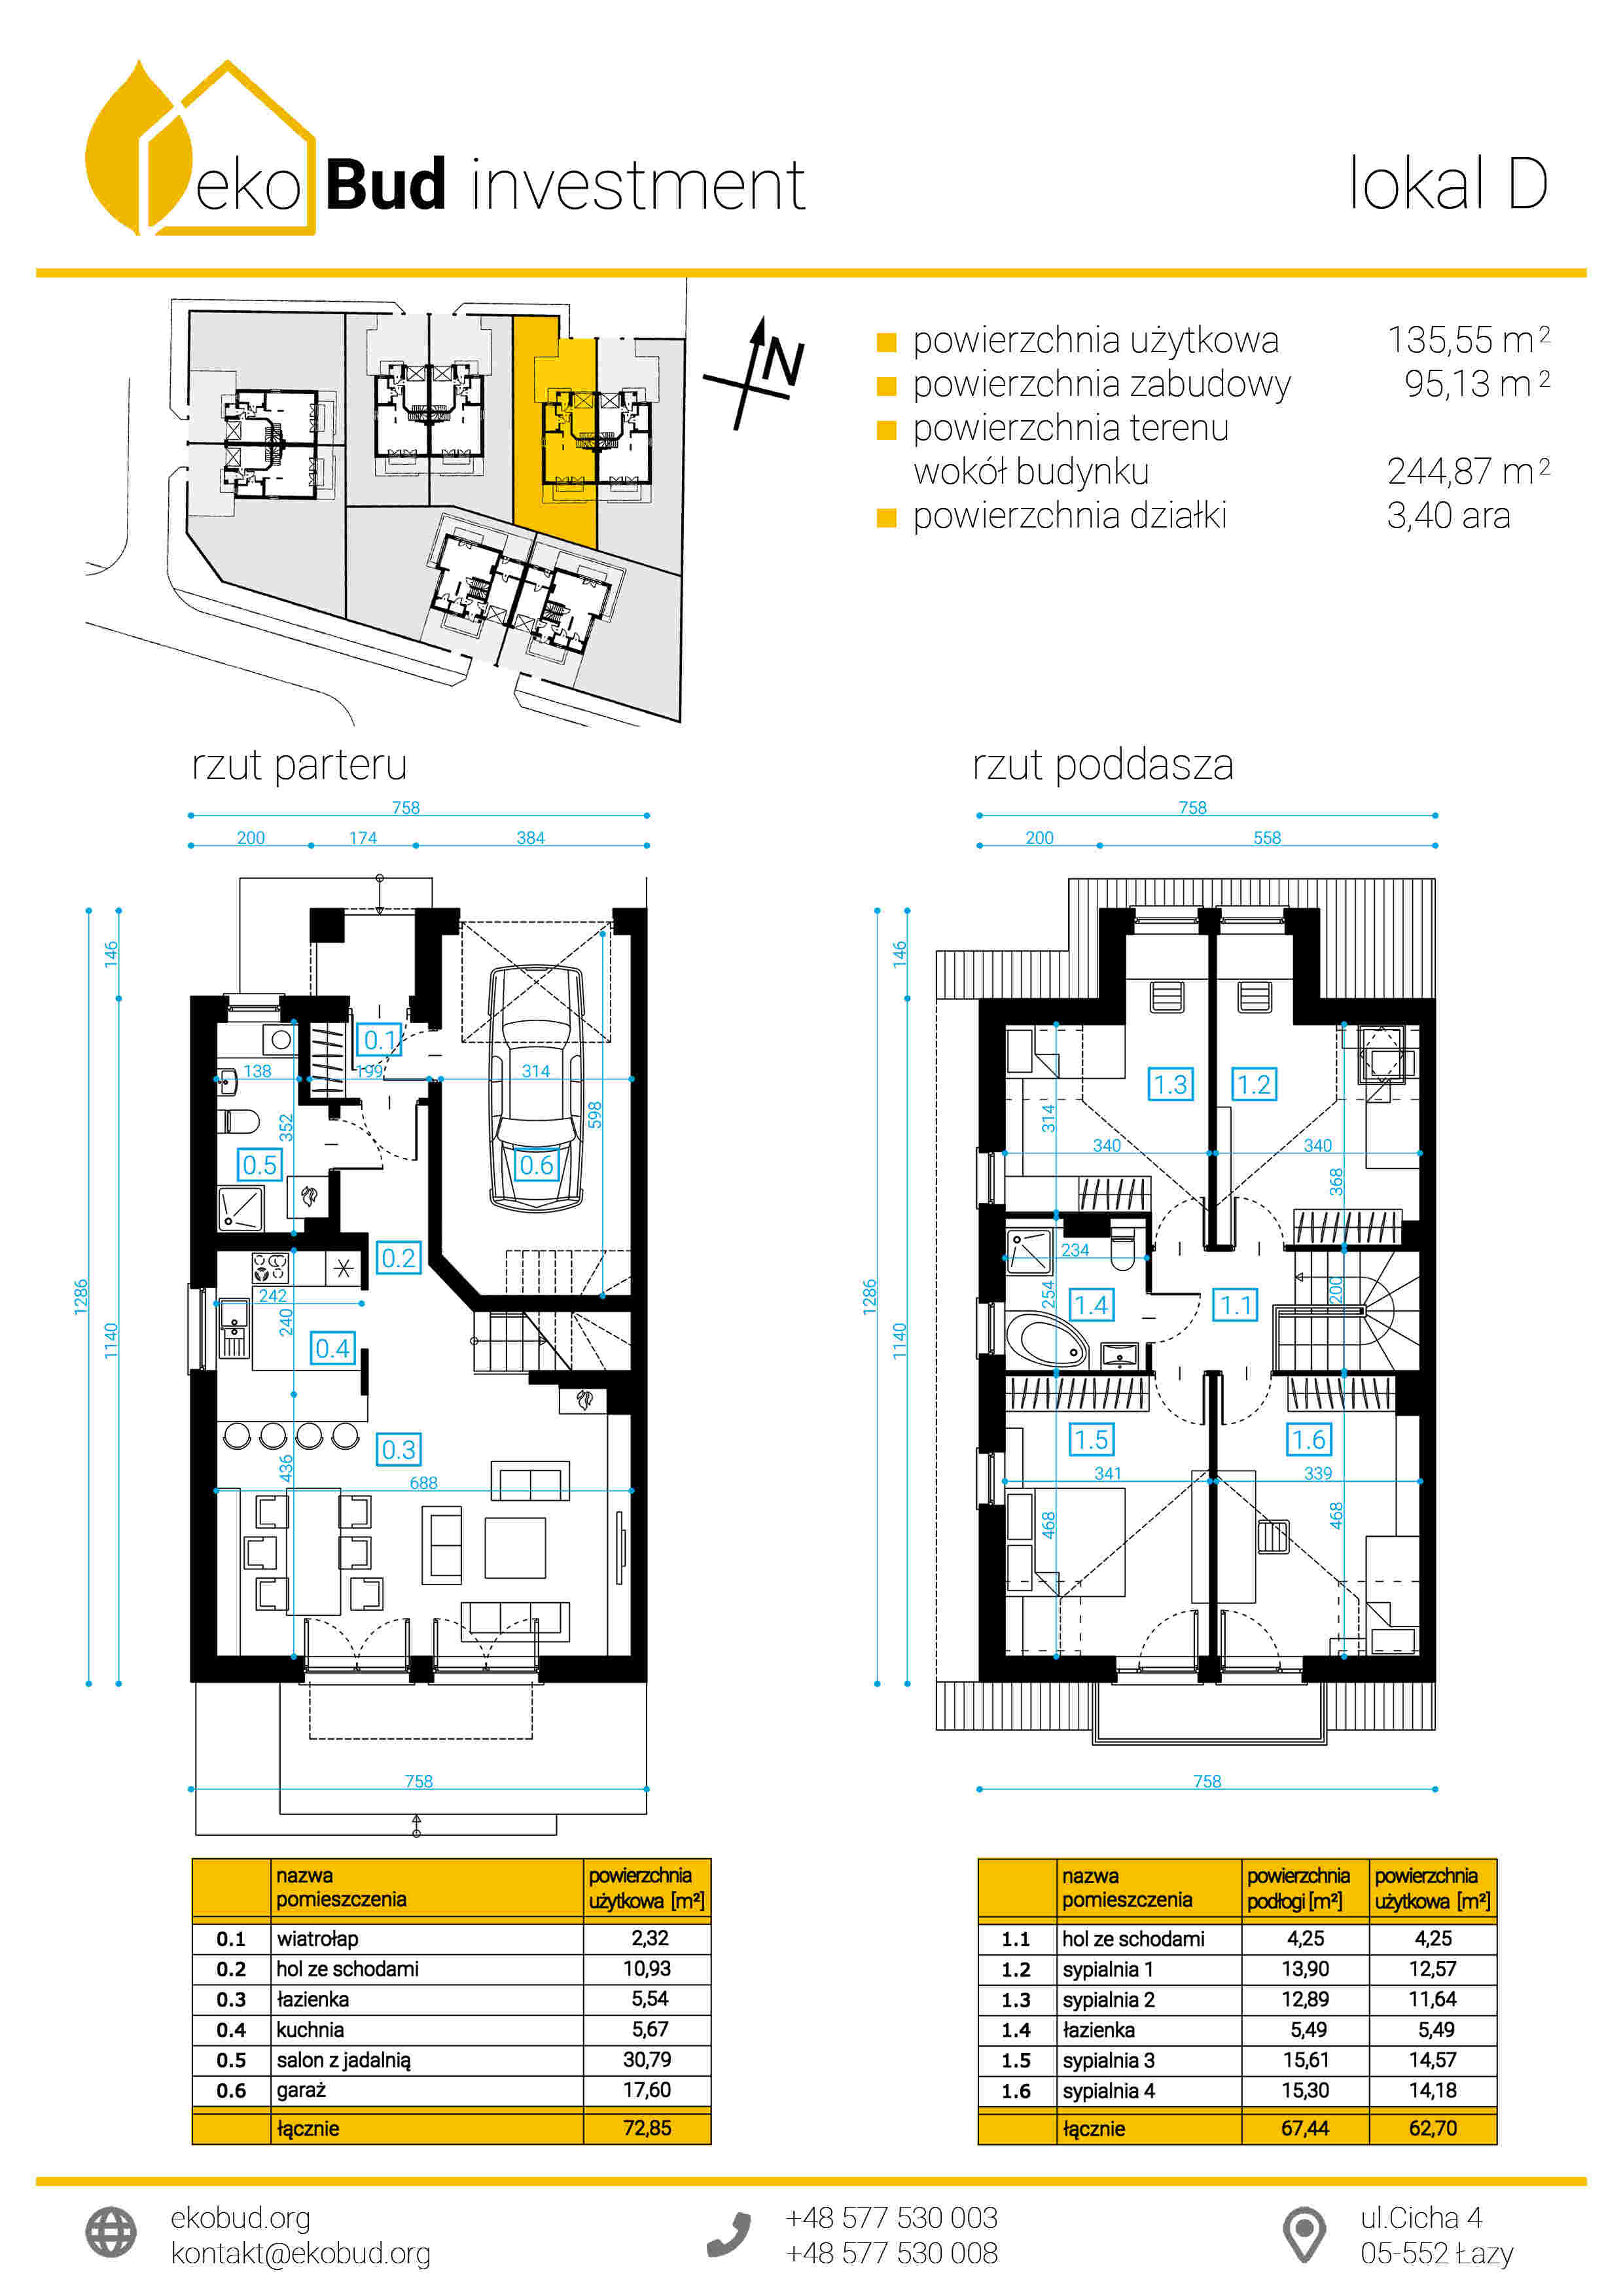 eko Bud investment
lokal D
N
powierzchnia użytkowa 135,55 m²
powierzchnia zabudowy 95,13 m²
powierzchnia terenu
wokół budynku 244,87 m²
powierzchnia działki 3,40 ara
rzut parteru
758
200 174 384
146
1286
1140
0.1
138 199 314
352
598
0.5
0.6
0.2
242
240
0.4
0.3
436
688
758
rzut poddasza
758
200 558
146
1286
1140
1.3
1.2
314
340
340
368
234
254
1.4
1.1
200
1.5
1.6
341
339
468
468
758
nazwa
pomieszczenia
powierzchnia
użytkowa [m²]
0.1 wiatrołap 2,32
0.2 hol ze schodami 10,93
0.3 łazienka 5,54
0.4 kuchnia 5,67
0.5 salon z jadalnią 30,79
0.6 garaż 17,60
łącznie 72,85
nazwa
pomieszczenia
powierzchnia
podłogi [m²]
powierzchnia
użytkowa [m²]
1.1 hol ze schodami 4,25 4,25
1.2 sypialnia 1 13,90 12,57
1.3 sypialnia 2 12,89 11,64
1.4 łazienka 5,49 5,49
1.5 sypialnia 3 15,61 14,57
1.6 sypialnia 4 15,30 14,18
łącznie 67,44 62,70
ekobud.org
kontakt@ekobud.org
+48 577 530 003
+48 577 530 008
ul.Cicha 4
05-552 Łazy